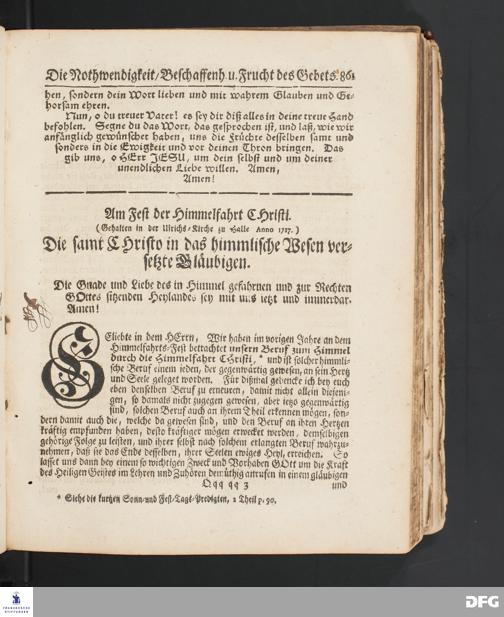 Die Nothwendigkeit/Beschaffenh. u. Frucht des Gebets. 861
hen, sondern dein Wort lieben und mit wahrem Glauben und Ge-
horsam ehren.
Nun, o du treuer Vater! es sey dir diß alles in deine treue Hand
befohlen. Segne du das Wort, das gesprochen ist, und laß, wie wir
anfänglich gewünschet haben, uns die Früchte desselben samt und
sonders in die Ewigkeit und vor deinen Thron bringen. Das
gib uns, o HErr JESU, um dein selbst und um deiner
unendlichen Liebe willen. Amen,
Amen!
Am Fest der Himmelfahrt CHristi.
(Gehalten in der Ulrichs-Kirche zu Halle Anno 1717.)
Die samt CHristo in das himmlische Wesen ver-
setzte Gläubigen.
Die Gnade und Liebe des in Himmel gefahrnen und zur Rechten
GOttes sitzenden Heylandes sey mit uns ietzt und immerdar.
Amen!
GEliebte in dem HErrn, Wir haben im vorigen Jahre an dem
Himmelfahrts-Fest betrachtet unsern Beruf zum Himmel
durch die Himmelfahrt CHristi, * und ist solcher himmli-
sche Beruf einem ieden, der gegenwärtig gewesen, an sein Hertz
und Seele geleget worden. Für dißmal gedencke ich bey euch
eben denselben Beruf zu erneuren, damit nicht allein diejeni-
gen, so damals nicht zugegen gewesen, aber ietzo gegenwärtig
sind, solchen Beruf auch an ihrem Theil erkennen mögen, son-
dern damit auch die, welche da gewesen sind, und den Beruf an ihren Hertzen
kräftig empfunden haben, desto kräftiger mögen erwecket werden, demselbigen
gehörige Folge zu leisten, und ihrer selbst nach solchem erlangten Beruf wahrzu-
nehmen, daß sie das Ende desselben, ihrer Seelen ewiges Heyl, erreichen. So
lasset uns dann bey einem so wichtigen Zweck und Vorhaben GOtt um die Kraft
des Heiligen Geistes im Lehren und Zuhören demüthig anrufen in einem gläubigen
Qqq qq 3 und
* Siehe die kurtzen Sonn-und Fest-Tags-Predigten, 2 Theil p. 90.
FRANCKESCHE
STIFTUNGEN
DFG